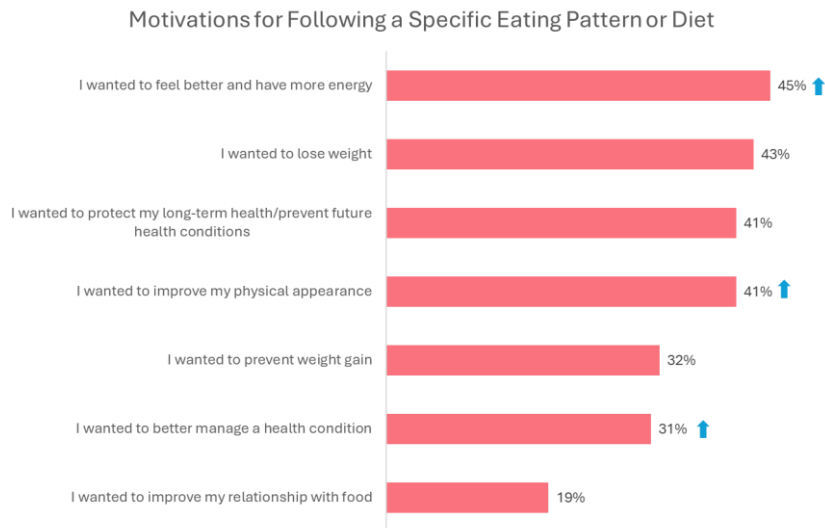 Motivations for Following a Specific Eating Pattern or Diet
I wanted to feel better and have more energy
45%
I wanted to lose weight
43%
I wanted to protect my long-term health/prevent future
health conditions
41%
I wanted to improve my physical appearance
41%
I wanted to prevent weight gain
32%
I wanted to better manage a health condition
31%
I wanted to improve my relationship with food
19%